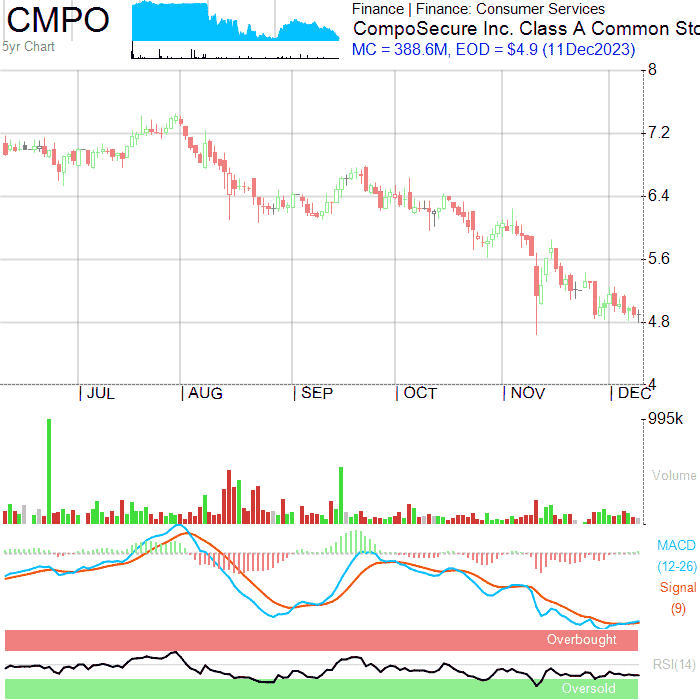 CMPO
5yr Chart
Finance | Finance: Consumer Services
CompoSecure Inc. Class A Common Sto
MC = 388.6M, EOD = $4.9 (11Dec2023)
8
7.2
6.4
5.6
4.8
4
JUL
AUG
SEP
OCT
NOV
DEC
995k
Volume
MACD
(12-26)
Signal
(9)
Overbought
RSI(14)
Oversold